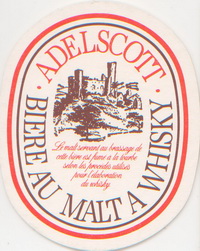 · ADELSCOTT ·
BIERE AU MALT A WHISKY
Le malt servant au brassage de
cette bière est fumé à la tourbe
selon les procédés utilisés
pour l'élaboration
du whisky.